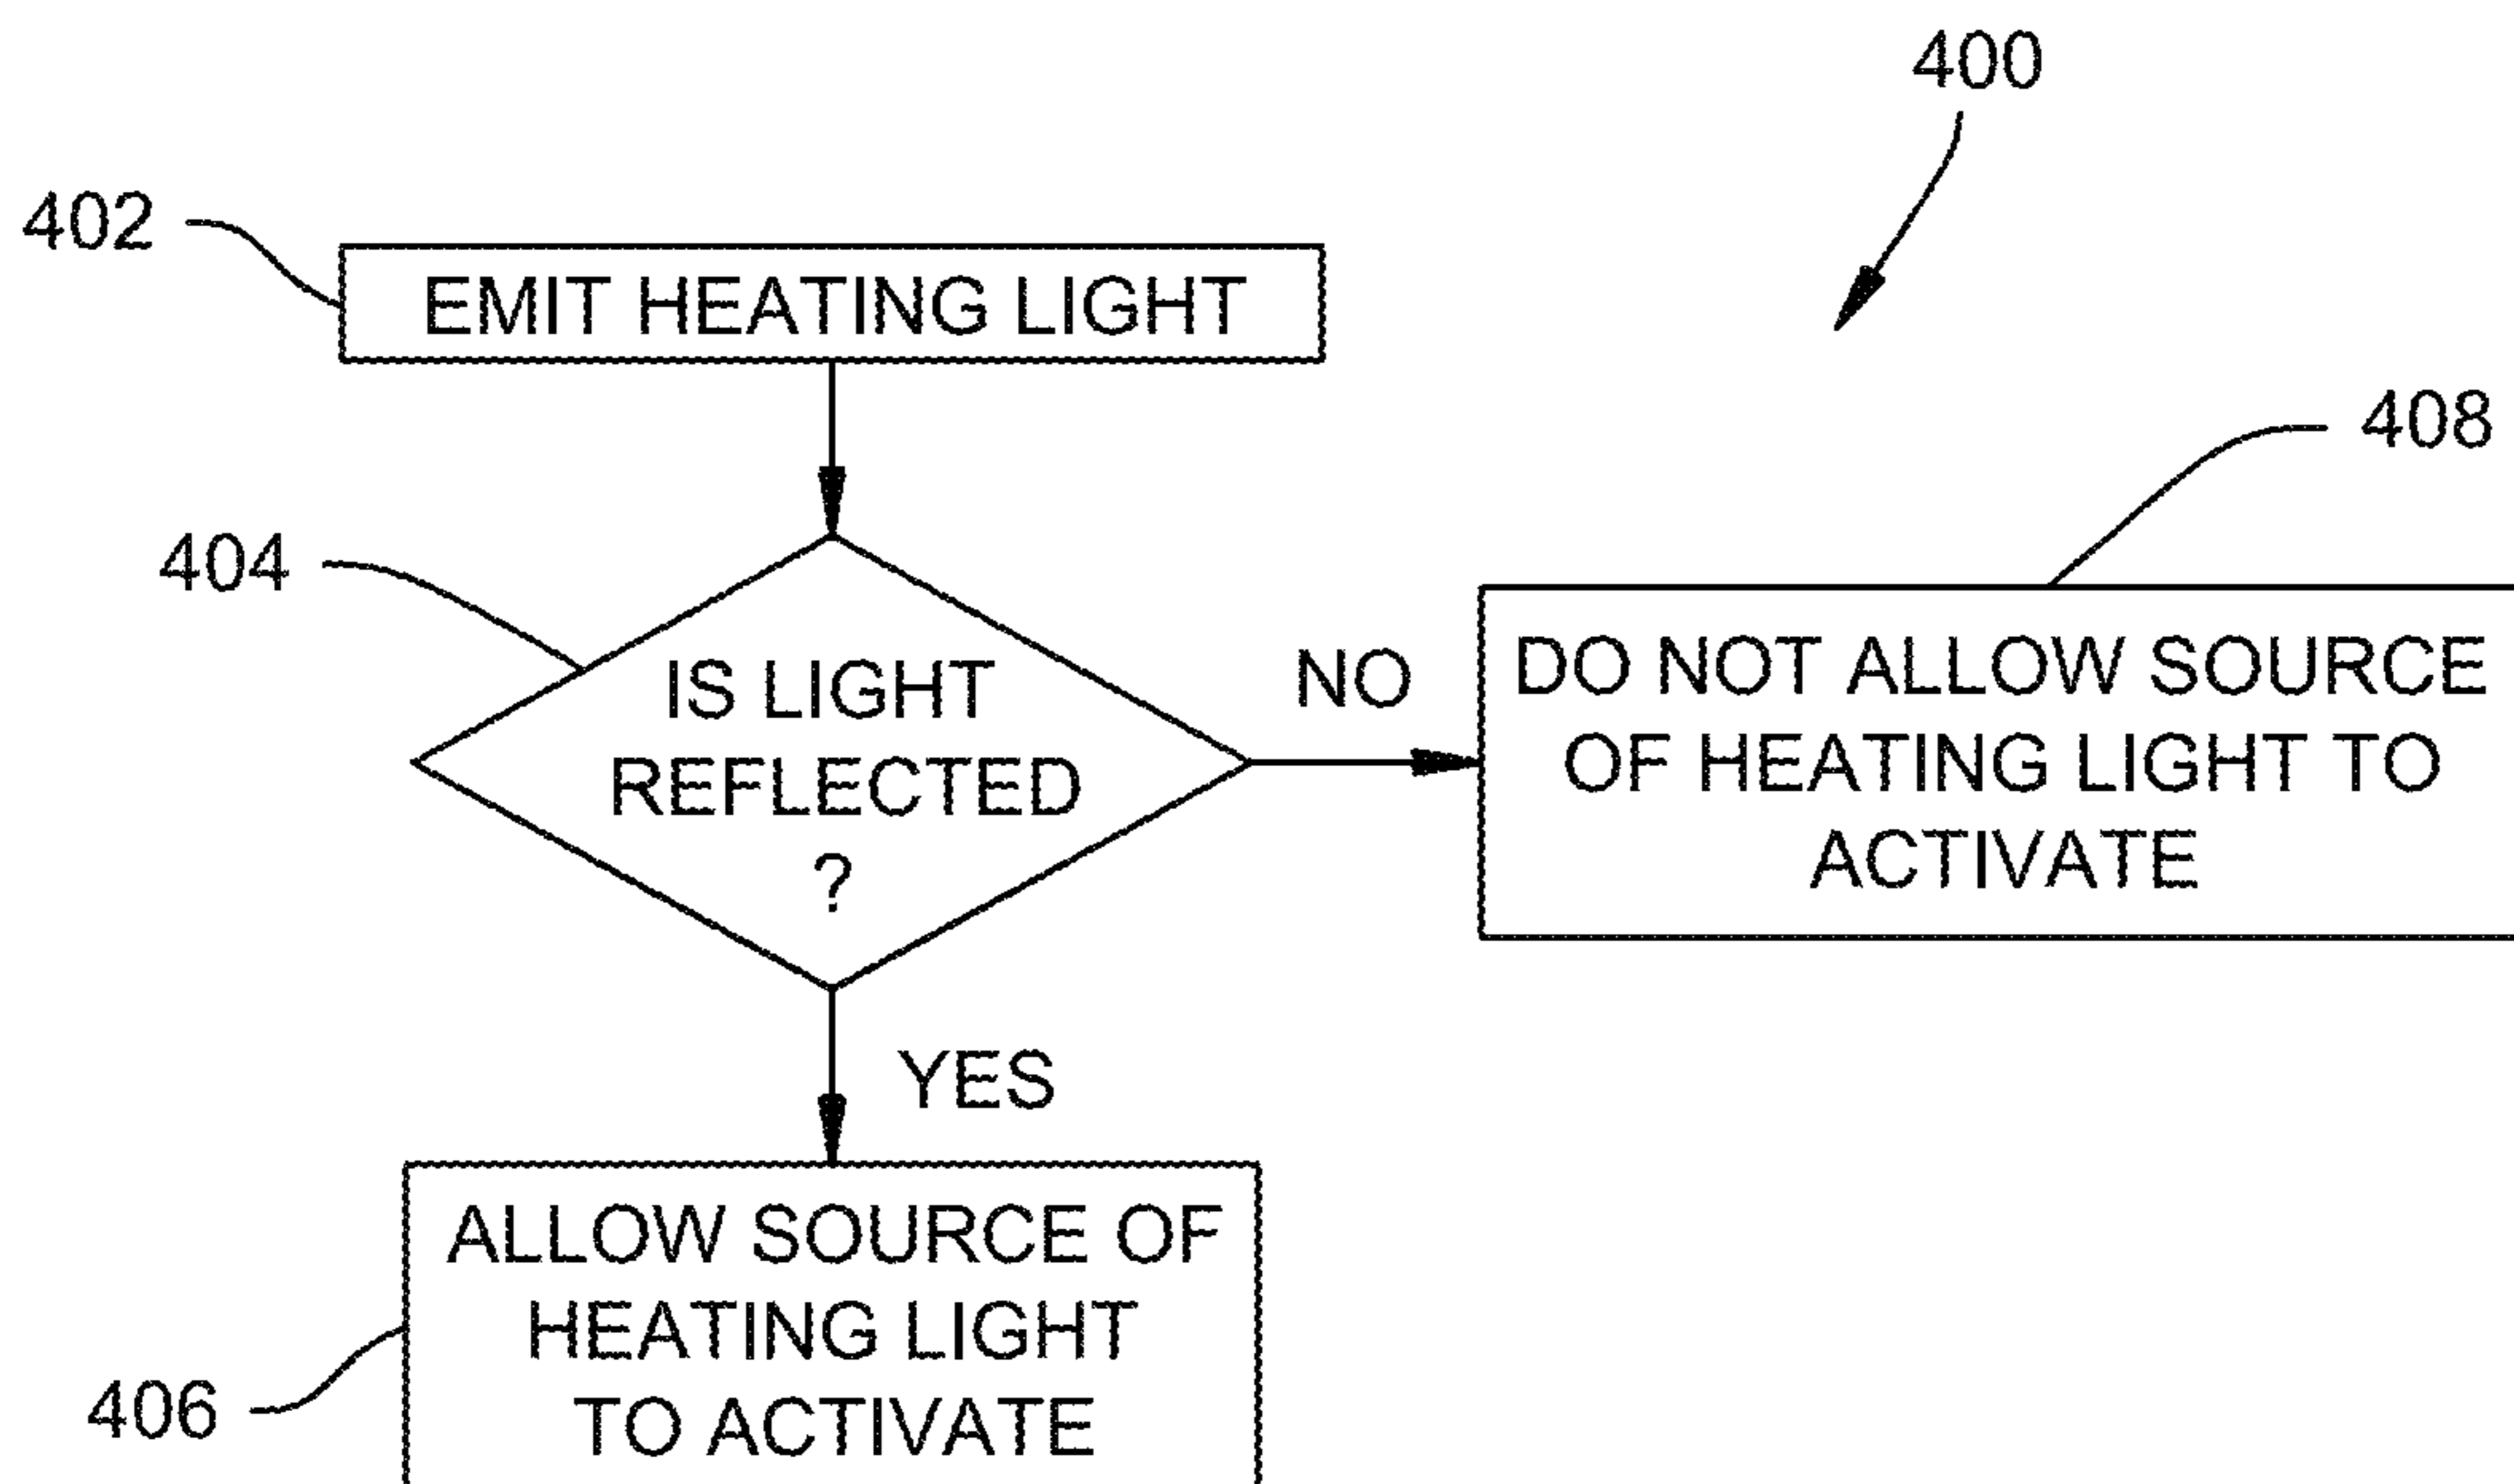 400
402
EMIT HEATING LIGHT
408
404
IS LIGHT
REFLECTED
?
NO
DO NOT ALLOW SOURCE
OF HEATING LIGHT TO
ACTIVATE
YES
ALLOW SOURCE OF
HEATING LIGHT
TO ACTIVATE
406